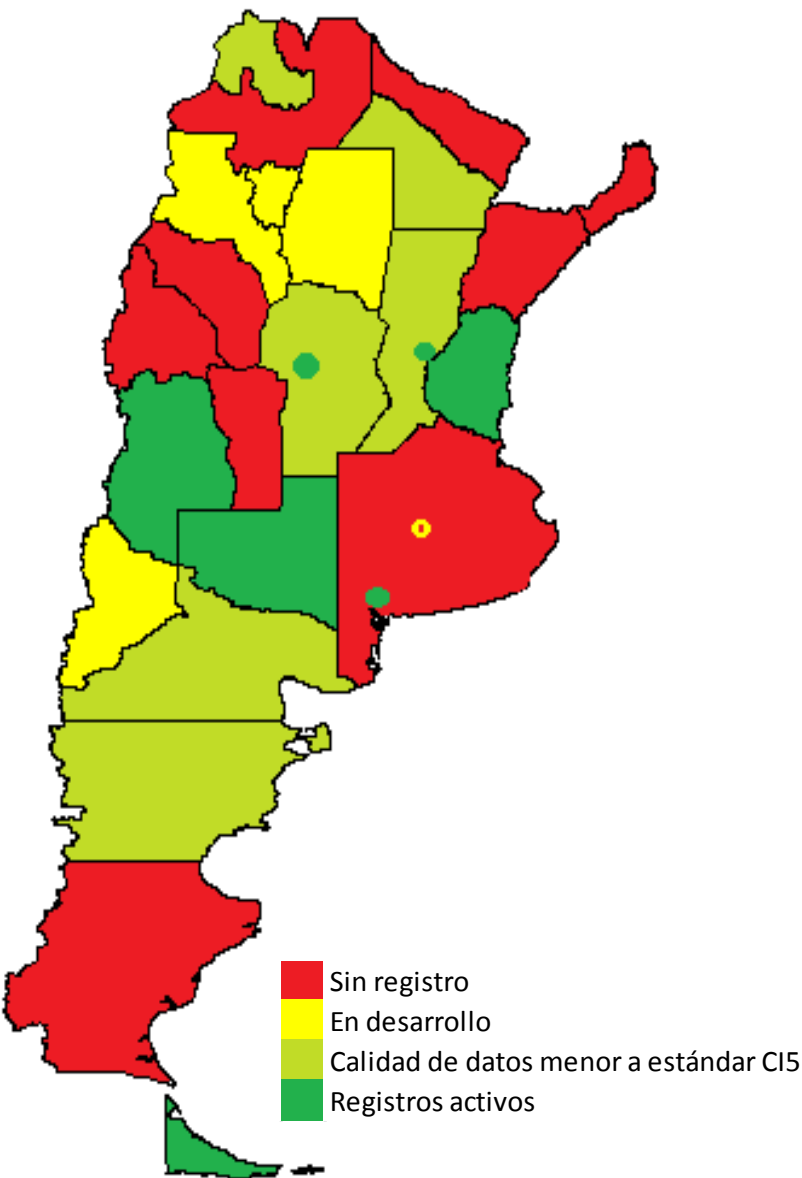 Sin registro
En desarrollo
Calidad de datos menor a estándar CI5
Registros activos